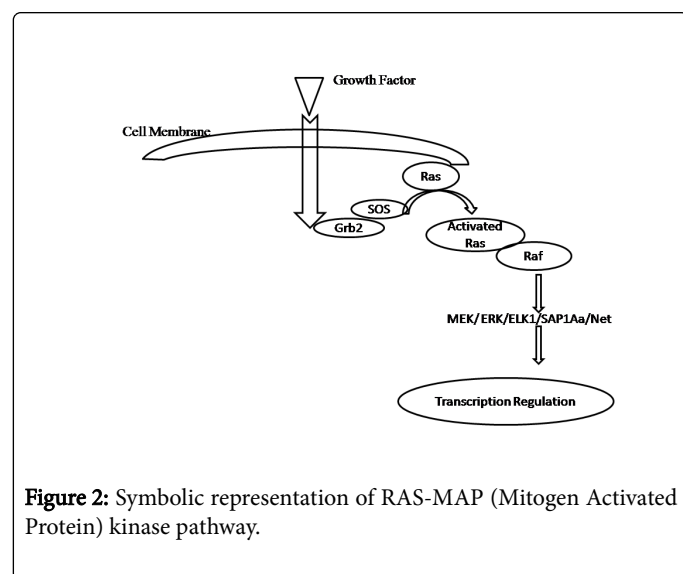 Growth Factor
Cell Membrane
Ras
SOS
Grb2
Activated
Ras
Raf
MEK/ ERK/ELK1/SAP1Aa/Net
Transcription Regulation
Figure 2: Symbolic representation of RAS-MAP (Mitogen Activated
Protein) kinase pathway.